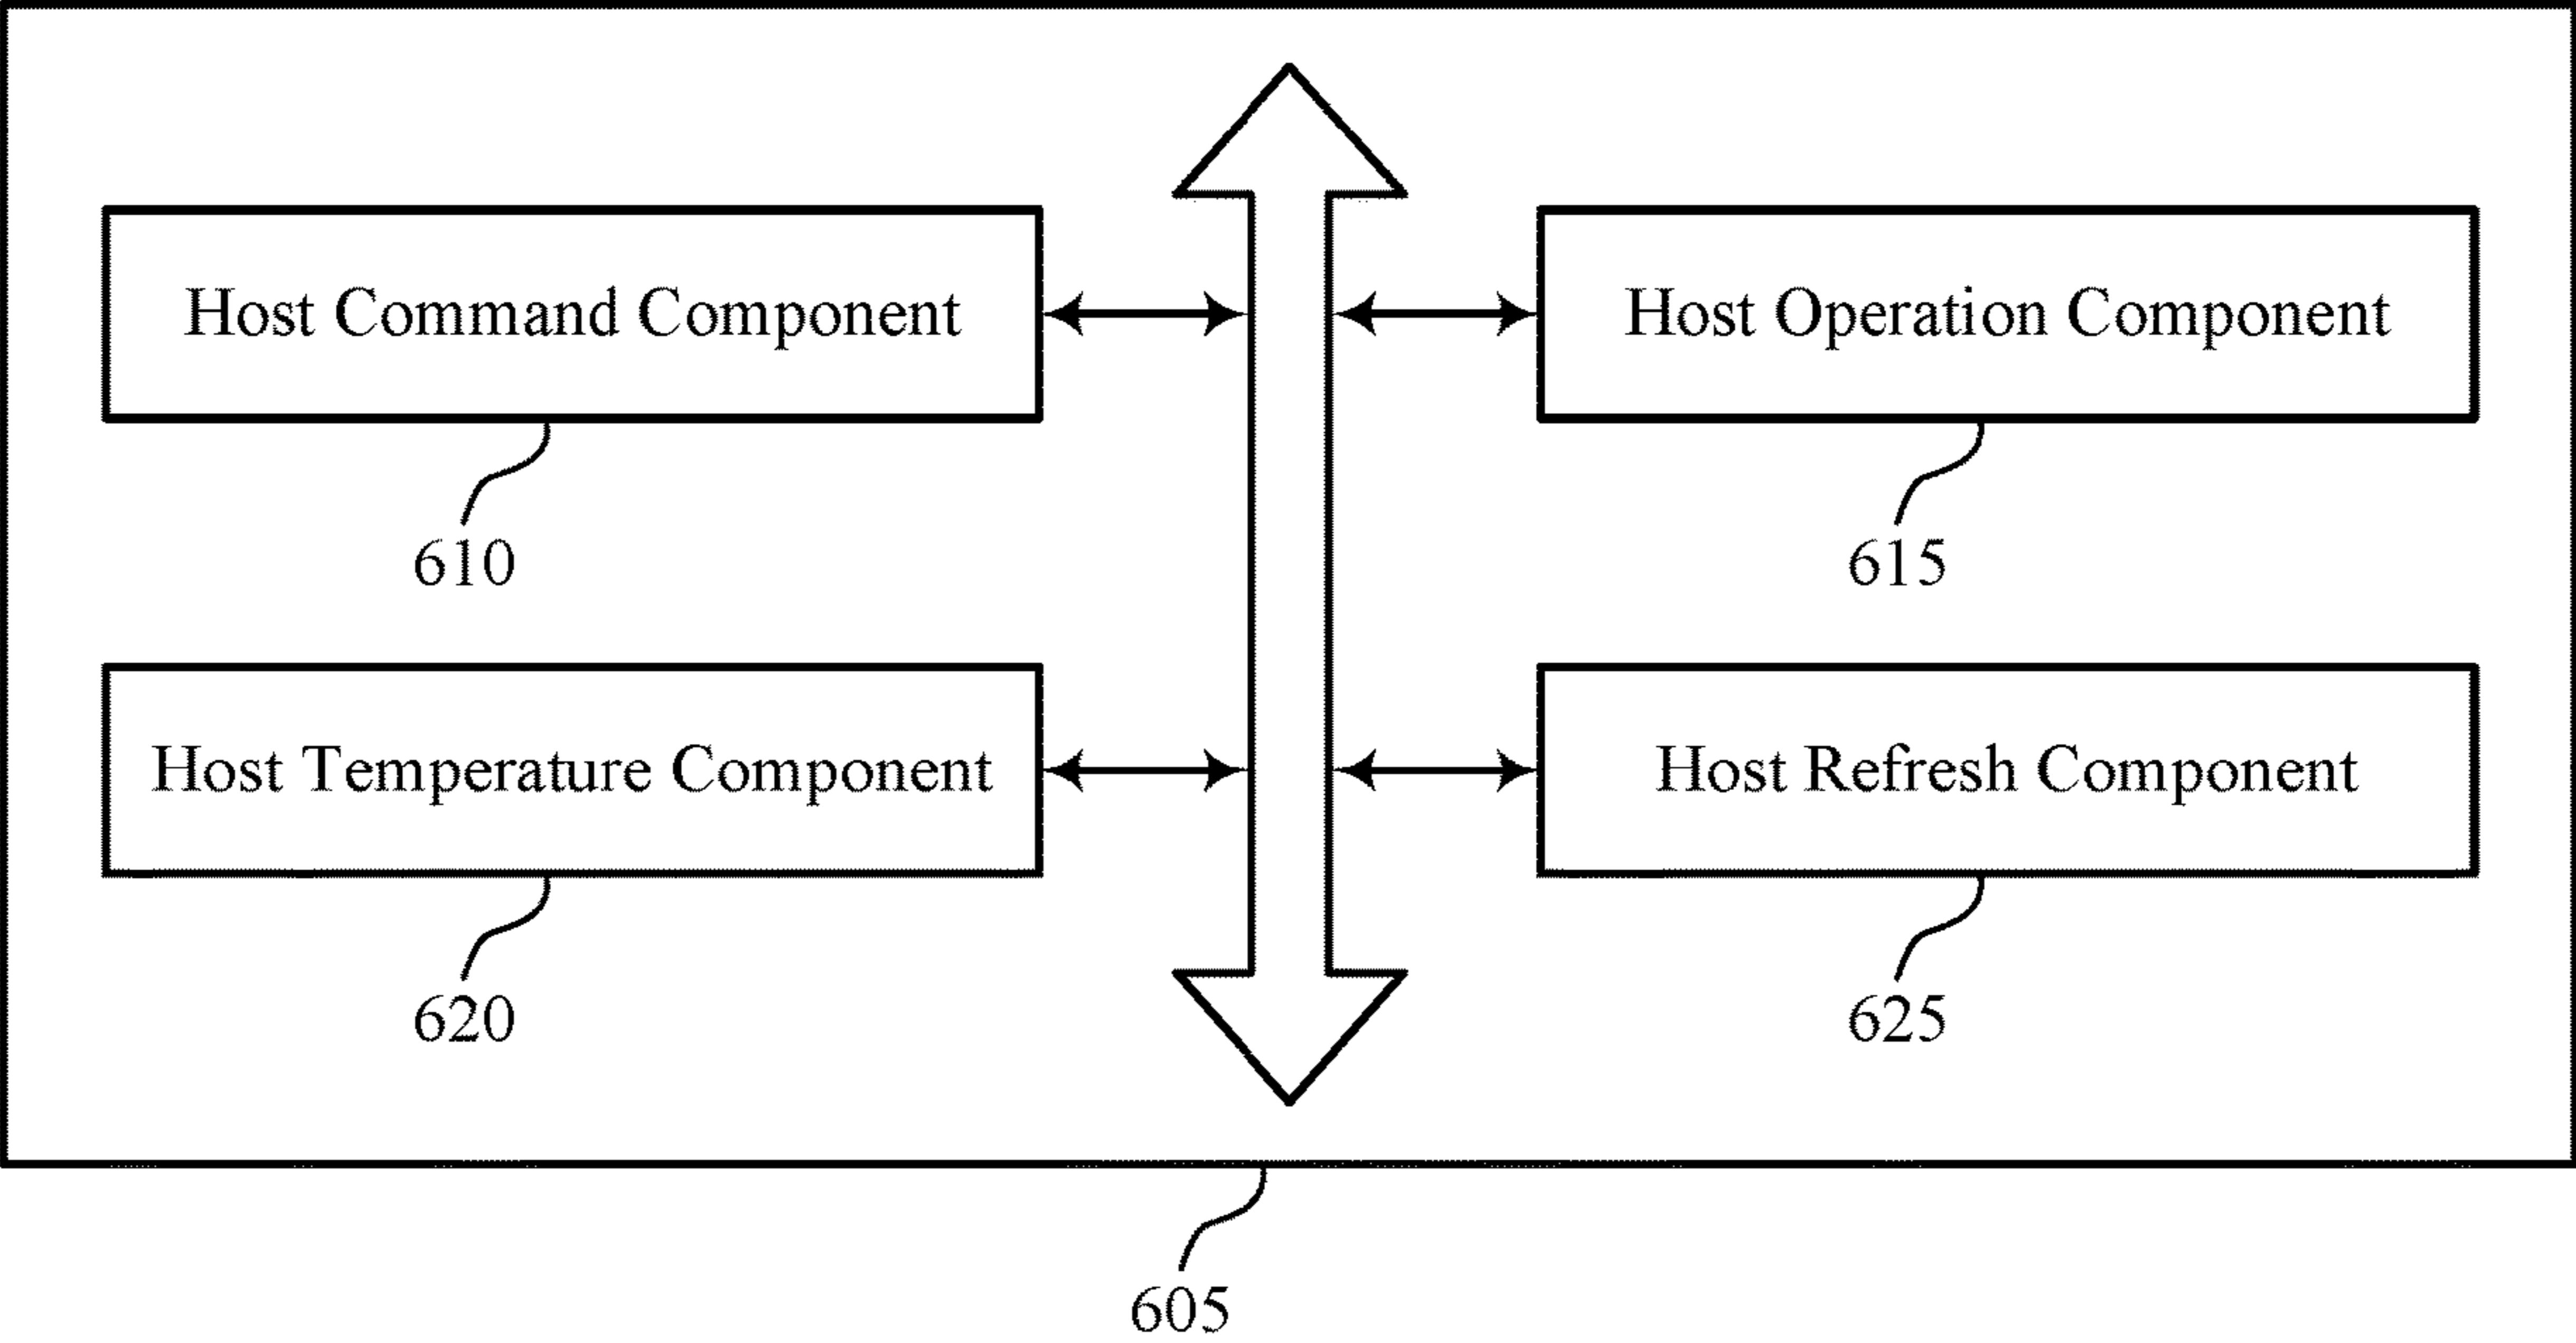 Host Command Component
Host Operation Component
610
615
Host Temperature Component
Host Refresh Component
620
625
605